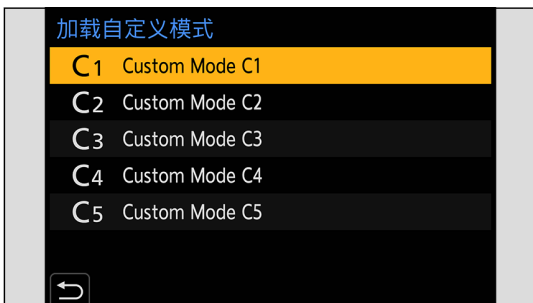 加载自定义模式
C1 Custom Mode C1
C2 Custom Mode C2
C3 Custom Mode C3
C4 Custom Mode C4
C5 Custom Mode C5